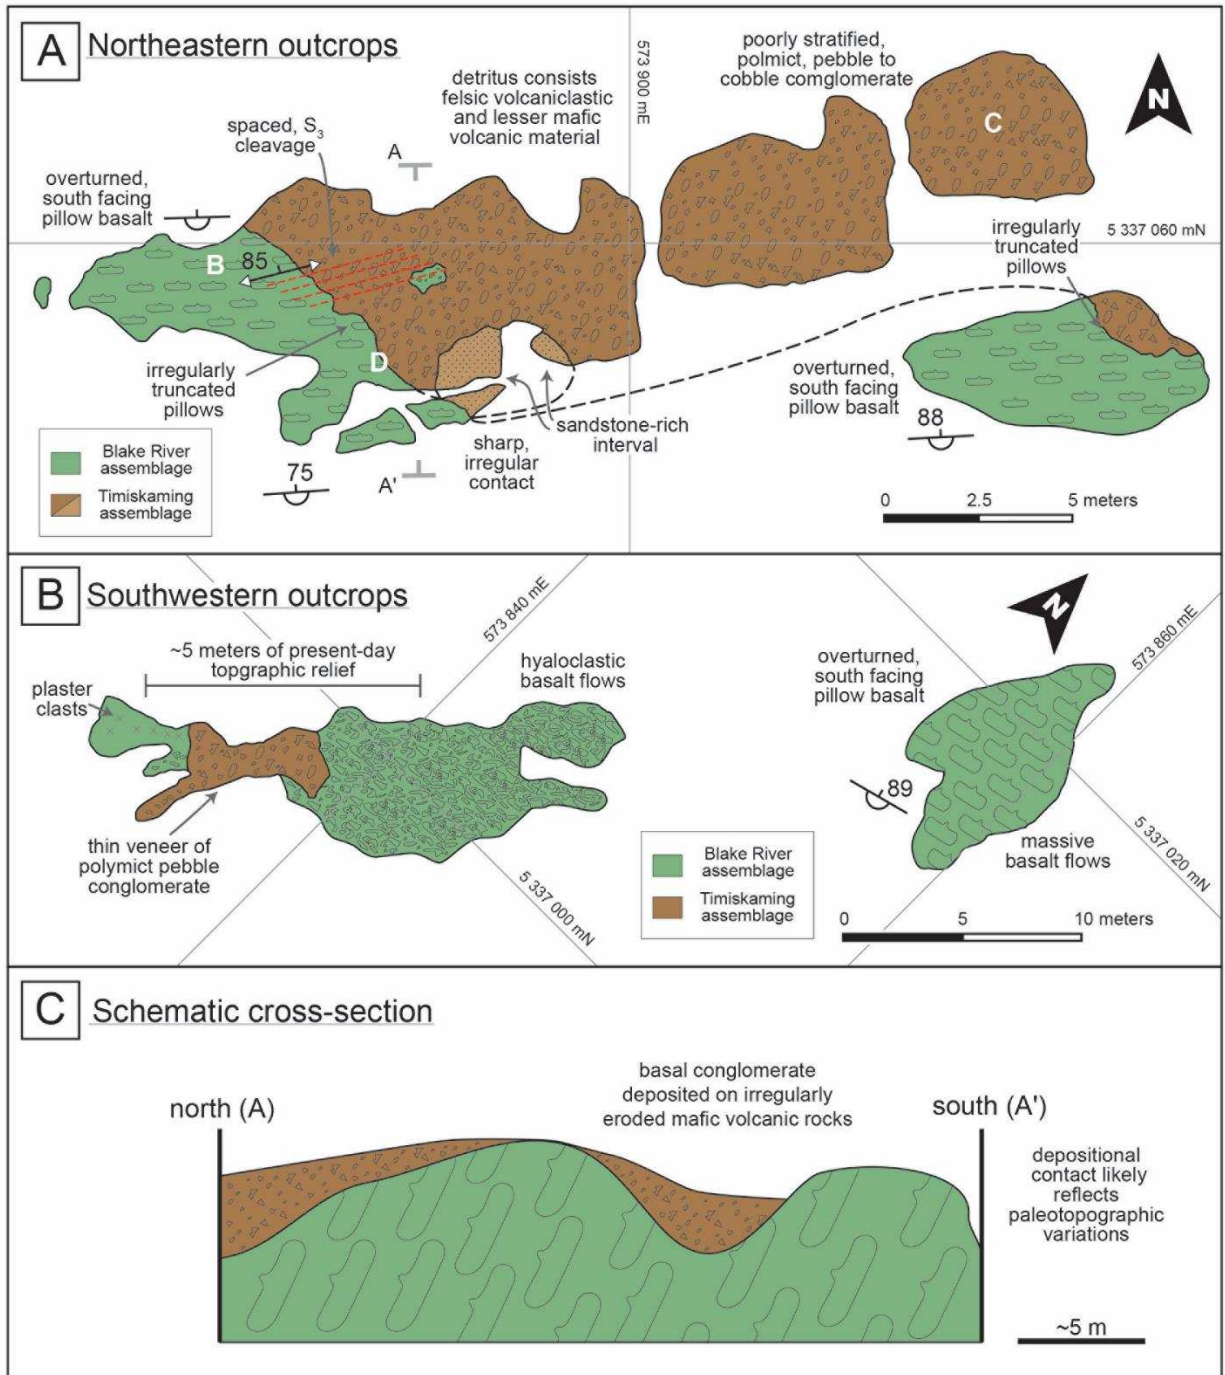 A
Northeastern outcrops
detritus consists
felsic volcaniclastic
and lesser mafic
volcanic material
573 900 mE
poorly stratified,
polmict, pebble to
cobble comglomerate
N
C
spaced, S3
cleavage
A
overturned,
south facing
pillow basalt
5 337 060 mN
irregularly
truncated
pillows
B
85
D
irregularly
truncated
pillows
overturned,
south facing
pillow basalt
88
sandstone-rich
interval
sharp,
irregular
contact
Blake River
assemblage
Timiskaming
assemblage
75
A'
0 2.5 5 meters
B
Southwestern outcrops
~5 meters of present-day
topgraphic relief
573 840 mE
hyaloclastic
basalt flows
plaster
clasts
thin veneer of
polymict pebble
conglomerate
5 337 000 mN
N
overturned,
south facing
pillow basalt
573 860 mE
89
massive
basalt flows
5 337 020 mN
Blake River
assemblage
Timiskaming
assemblage
0 5 10 meters
C
Schematic cross-section
north (A)
basal conglomerate
deposited on irregularly
eroded mafic volcanic rocks
south (A')
depositional
contact likely
reflects
paleotopographic
variations
~5 m